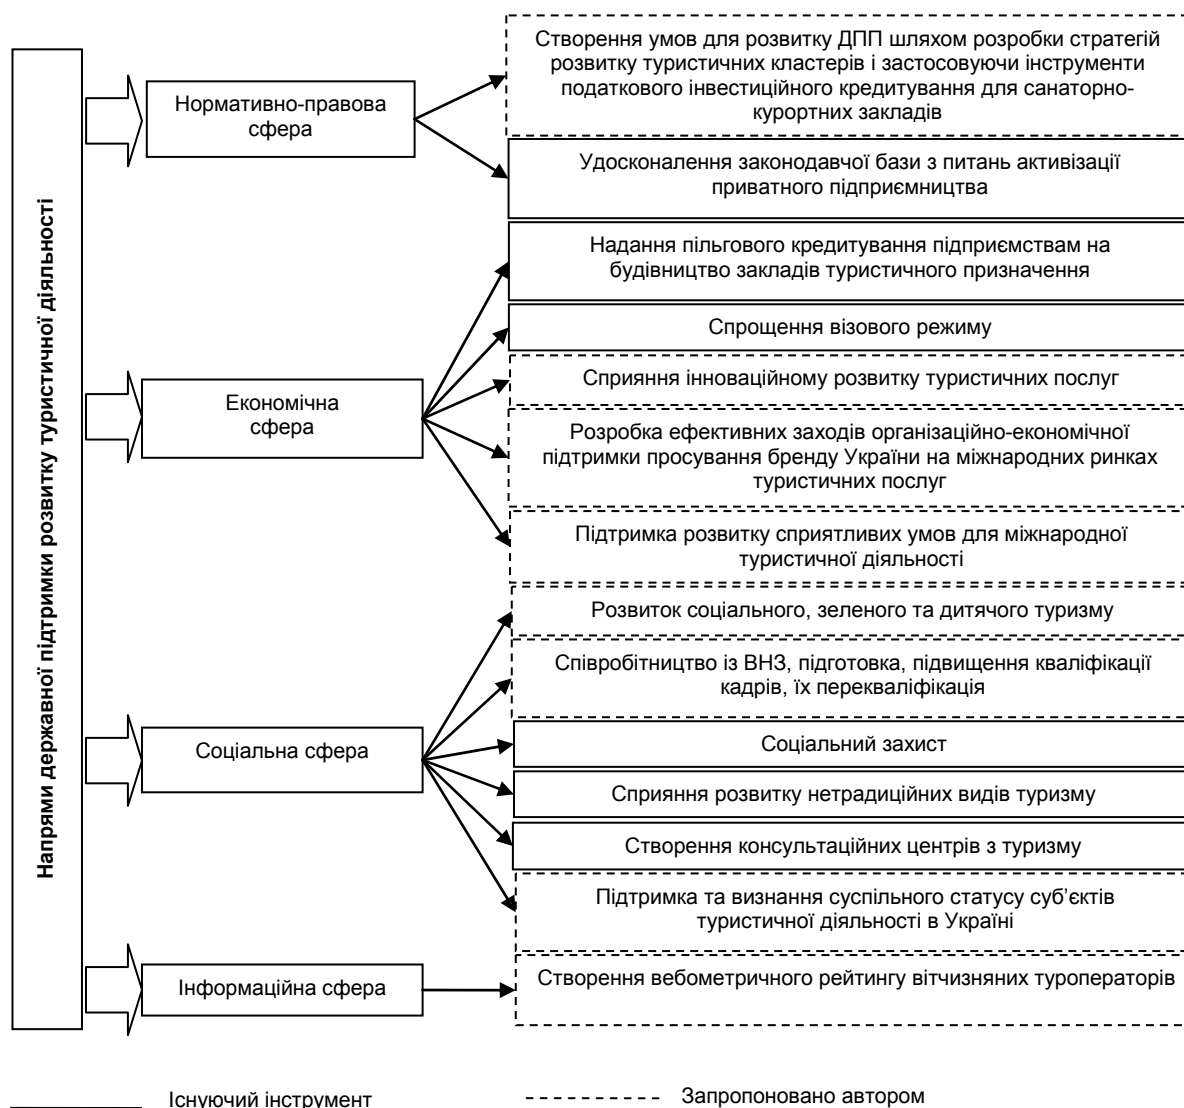 Напрями державної підтримки розвитку туристичної діяльності
Нормативно-правова
сфера
Створення умов для розвитку ДПП шляхом розробки стратегій
розвитку туристичних кластерів і застосовуючи інструменти
податкового інвестиційного кредитування для санаторно-
курортних закладів
Удосконалення законодавчої бази з питань активізації
приватного підприємництва
Економічна
сфера
Надання пільгового кредитування підприємствам на
будівництво закладів туристичного призначення
Спрощення візового режиму
Сприяння інноваційному розвитку туристичних послуг
Розробка ефективних заходів організаційно-економічної
підтримки просування бренду України на міжнародних ринках
туристичних послуг
Підтримка розвитку сприятливих умов для міжнародної
туристичної діяльності
Соціальна сфера
Розвиток соціального, зеленого та дитячого туризму
Співробітництво із ВНЗ, підготовка, підвищення кваліфікації
кадрів, їх перекваліфікація
Соціальний захист
Сприяння розвитку нетрадиційних видів туризму
Створення консультаційних центрів з туризму
Підтримка та визнання суспільного статусу суб’єктів
туристичної діяльності в Україні
Інформаційна сфера
Створення вебометричного рейтингу вітчизняних туроператорів
Існуючий інструмент
Запропоновано автором